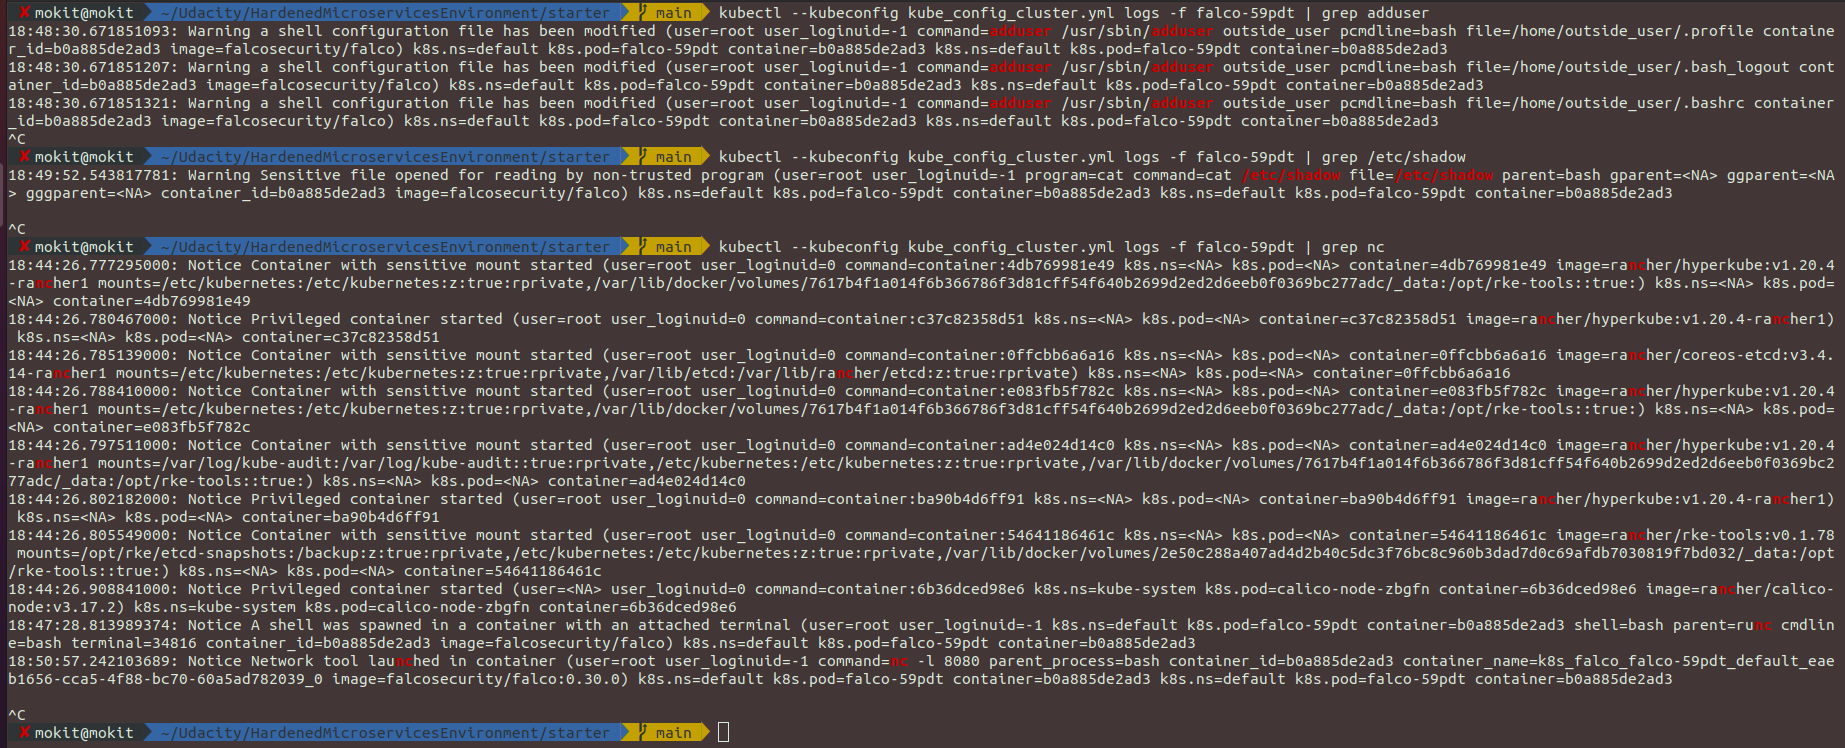 ✘ mokit@mokit ~/Udacity/HardenedMicroservicesEnvironment/starter main kubectl --kubeconfig kube_config_cluster.yml logs -f falco-59pdt | grep adduser
18:48:30.671851093: Warning a shell configuration file has been modified (user=root user_loginuid=-1 command=adduser /usr/sbin/adduser outside_user pcmdline=bash file=/home/outside_user/.profile containe
r_id=b0a885de2ad3 image=falcosecurity/falco) k8s.ns=default k8s.pod=falco-59pdt container=b0a885de2ad3 k8s.ns=default k8s.pod=falco-59pdt container=b0a885de2ad3
18:48:30.671851207: Warning a shell configuration file has been modified (user=root user_loginuid=-1 command=adduser /usr/sbin/adduser outside_user pcmdline=bash file=/home/outside_user/.bash_logout cont
ainer_id=b0a885de2ad3 image=falcosecurity/falco) k8s.ns=default k8s.pod=falco-59pdt container=b0a885de2ad3 k8s.ns=default k8s.pod=falco-59pdt container=b0a885de2ad3
18:48:30.671851321: Warning a shell configuration file has been modified (user=root user_loginuid=-1 command=adduser /usr/sbin/adduser outside_user pcmdline=bash file=/home/outside_user/.bashrc container
_id=b0a885de2ad3 image=falcosecurity/falco) k8s.ns=default k8s.pod=falco-59pdt container=b0a885de2ad3 k8s.ns=default k8s.pod=falco-59pdt container=b0a885de2ad3
^C
✘ mokit@mokit ~/Udacity/HardenedMicroservicesEnvironment/starter main kubectl --kubeconfig kube_config_cluster.yml logs -f falco-59pdt | grep /etc/shadow
18:49:52.543817781: Warning Sensitive file opened for reading by non-trusted program (user=root user_loginuid=-1 program=cat command=cat /etc/shadow file=/etc/shadow parent=bash gparent=<NA> ggparent=<NA
> gggparent=<NA> container_id=b0a885de2ad3 image=falcosecurity/falco) k8s.ns=default k8s.pod=falco-59pdt container=b0a885de2ad3 k8s.ns=default k8s.pod=falco-59pdt container=b0a885de2ad3
^C
✘ mokit@mokit ~/Udacity/HardenedMicroservicesEnvironment/starter main kubectl --kubeconfig kube_config_cluster.yml logs -f falco-59pdt | grep nc
18:44:26.777295000: Notice Container with sensitive mount started (user=root user_loginuid=0 command=container:4db769981e49 k8s.ns=<NA> k8s.pod=<NA> container=4db769981e49 image=rancher/hyperkube:v1.20.4
-rancher1 mounts=/etc/kubernetes:/etc/kubernetes:z:true:rprivate,/var/lib/docker/volumes/7617b4f1a014f6b366786f3d81cff54f640b2699d2ed2d6eeb0f0369bc277adc/_data:/opt/rke-tools::true:) k8s.ns=<NA> k8s.pod=
<NA> container=4db769981e49
18:44:26.780467000: Notice Privileged container started (user=root user_loginuid=0 command=container:c37c82358d51 k8s.ns=<NA> k8s.pod=<NA> container=c37c82358d51 image=rancher/hyperkube:v1.20.4-rancher1)
k8s.ns=<NA> k8s.pod=<NA> container=c37c82358d51
18:44:26.785139000: Notice Container with sensitive mount started (user=root user_loginuid=0 command=container:0ffcbb6a6a16 k8s.ns=<NA> k8s.pod=<NA> container=0ffcbb6a6a16 image=rancher/coreos-etcd:v3.4.
14-rancher1 mounts=/etc/kubernetes:/etc/kubernetes:z:true:rprivate,/var/lib/etcd:/var/lib/rancher/etcd:z:true:rprivate) k8s.ns=<NA> k8s.pod=<NA> container=0ffcbb6a6a16
18:44:26.788410000: Notice Container with sensitive mount started (user=root user_loginuid=0 command=container:e083fb5f782c k8s.ns=<NA> k8s.pod=<NA> container=e083fb5f782c image=rancher/hyperkube:v1.20.4
-rancher1 mounts=/etc/kubernetes:/etc/kubernetes:z:true:rprivate,/var/lib/docker/volumes/7617b4f1a014f6b366786f3d81cff54f640b2699d2ed2d6eeb0f0369bc277adc/_data:/opt/rke-tools::true:) k8s.ns=<NA> k8s.pod=
<NA> container=e083fb5f782c
18:44:26.797511000: Notice Container with sensitive mount started (user=root user_loginuid=0 command=container:ad4e024d14c0 k8s.ns=<NA> k8s.pod=<NA> container=ad4e024d14c0 image=rancher/hyperkube:v1.20.4
-rancher1 mounts=/var/log/kube-audit:/var/log/kube-audit::true:rprivate,/etc/kubernetes:/etc/kubernetes:z:true:rprivate,/var/lib/docker/volumes/7617b4f1a014f6b366786f3d81cff54f640b2699d2ed2d6eeb0f0369bc2
77adc/_data:/opt/rke-tools::true:) k8s.ns=<NA> k8s.pod=<NA> container=ad4e024d14c0
18:44:26.802182000: Notice Privileged container started (user=root user_loginuid=0 command=container:ba90b4d6ff91 k8s.ns=<NA> k8s.pod=<NA> container=ba90b4d6ff91 image=rancher/hyperkube:v1.20.4-rancher1)
k8s.ns=<NA> k8s.pod=<NA> container=ba90b4d6ff91
18:44:26.805549000: Notice Container with sensitive mount started (user=root user_loginuid=0 command=container:54641186461c k8s.ns=<NA> k8s.pod=<NA> container=54641186461c image=rancher/rke-tools:v0.1.78
mounts=/opt/rke/etcd-snapshots:/backup:z:true:rprivate,/etc/kubernetes:/etc/kubernetes:z:true:rprivate,/var/lib/docker/volumes/2e50c288a407ad4d2b40c5dc3f76bc8c960b3dad7d0c69afdb7030819f7bd032/_data:/opt
/rke-tools::true:) k8s.ns=<NA> k8s.pod=<NA> container=54641186461c
18:44:26.908841000: Notice Privileged container started (user=<NA> user_loginuid=0 command=container:6b36dced98e6 k8s.ns=kube-system k8s.pod=calico-node-zbgfn container=6b36dced98e6 image=rancher/calico-
node:v3.17.2) k8s.ns=kube-system k8s.pod=calico-node-zbgfn container=6b36dced98e6
18:47:28.813989374: Notice A shell was spawned in a container with an attached terminal (user=root user_loginuid=-1 k8s.ns=default k8s.pod=falco-59pdt container=b0a885de2ad3 shell=bash parent=runc cmdlin
e=bash terminal=34816 container_id=b0a885de2ad3 image=falcosecurity/falco) k8s.ns=default k8s.pod=falco-59pdt container=b0a885de2ad3
18:50:57.242103689: Notice Network tool launched in container (user=root user_loginuid=-1 command=nc -l 8080 parent_process=bash container_id=b0a885de2ad3 container_name=k8s_falco_falco-59pdt_default_eae
b1656-cca5-4f88-bc70-60a5ad782039_0 image=falcosecurity/falco:0.30.0) k8s.ns=default k8s.pod=falco-59pdt container=b0a885de2ad3 k8s.ns=default k8s.pod=falco-59pdt container=b0a885de2ad3
^C
✘ mokit@mokit ~/Udacity/HardenedMicroservicesEnvironment/starter main